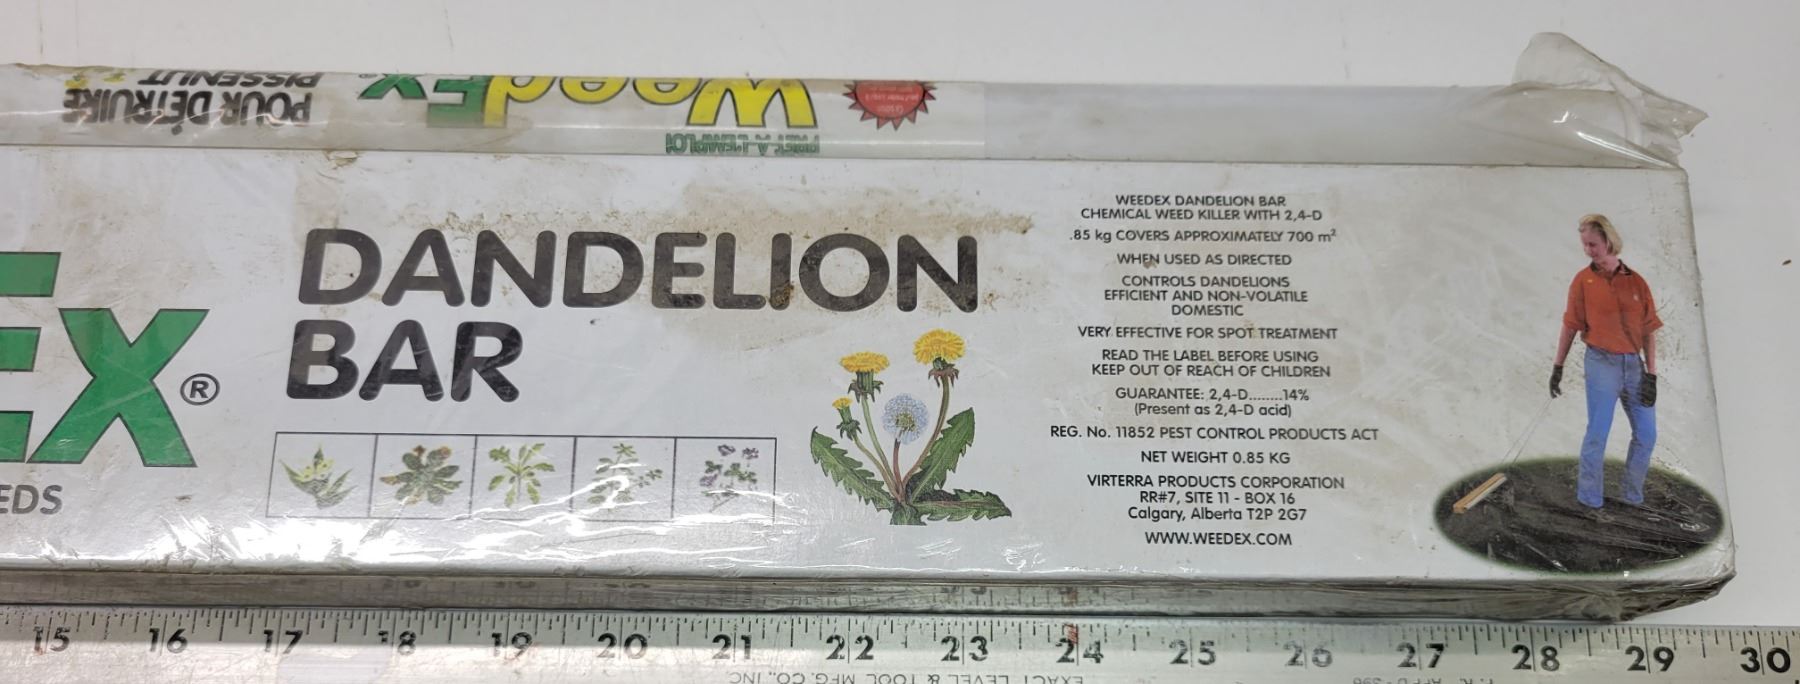 POUR DÉTRUIRE
PISSENLIT
WeedEx®
PRÊT À L'EMPLOI
EX®
EDS
DANDELION
BAR
WEEDEX DANDELION BAR
CHEMICAL WEED KILLER WITH 2,4-D
.85 kg COVERS APPROXIMATELY 700 m²
WHEN USED AS DIRECTED
CONTROLS DANDELIONS
EFFICIENT AND NON-VOLATILE
DOMESTIC
VERY EFFECTIVE FOR SPOT TREATMENT
READ THE LABEL BEFORE USING
KEEP OUT OF REACH OF CHILDREN
GUARANTEE: 2,4-D........14%
(Present as 2,4-D acid)
REG. No. 11852 PEST CONTROL PRODUCTS ACT
NET WEIGHT 0.85 KG
VIRTERRA PRODUCTS CORPORATION
RR#7, SITE 11 - BOX 16
Calgary, Alberta T2P 2G7
WWW.WEEDEX.COM
15 16 17 18 19 20 21 22 23 24 25 26 27 28 29 30
EXACT LEVEL & TOOL MFG. CO., INC.